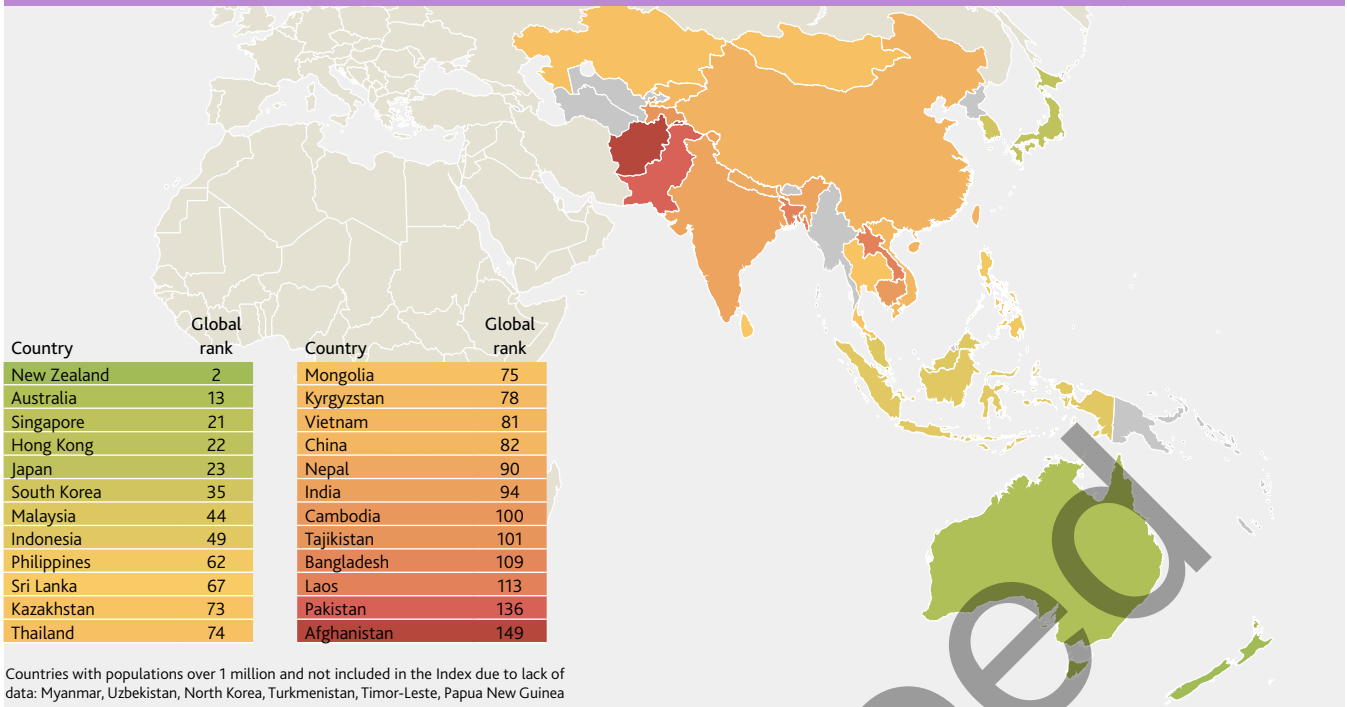 Country Global rank
New Zealand 2
Australia 13
Singapore 21
Hong Kong 22
Japan 23
South Korea 35
Malaysia 44
Indonesia 49
Philippines 62
Sri Lanka 67
Kazakhstan 73
Thailand 74
Country Global rank
Mongolia 75
Kyrgyzstan 78
Vietnam 81
China 82
Nepal 90
India 94
Cambodia 100
Tajikistan 101
Bangladesh 109
Laos 113
Pakistan 136
Afghanistan 149
Countries with populations over 1 million and not included in the Index due to lack of
data: Myanmar, Uzbekistan, North Korea, Turkmenistan, Timor-Leste, Papua New Guinea